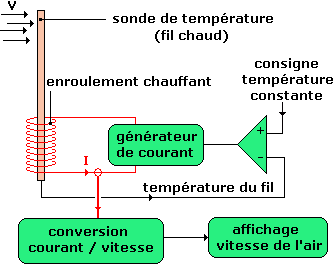 V
sonde de température
(fil chaud)
consigne
température
constante
enroulement chauffant
générateur
de courant
+
−
I
température du fil
conversion
courant / vitesse
affichage
vitesse de l'air